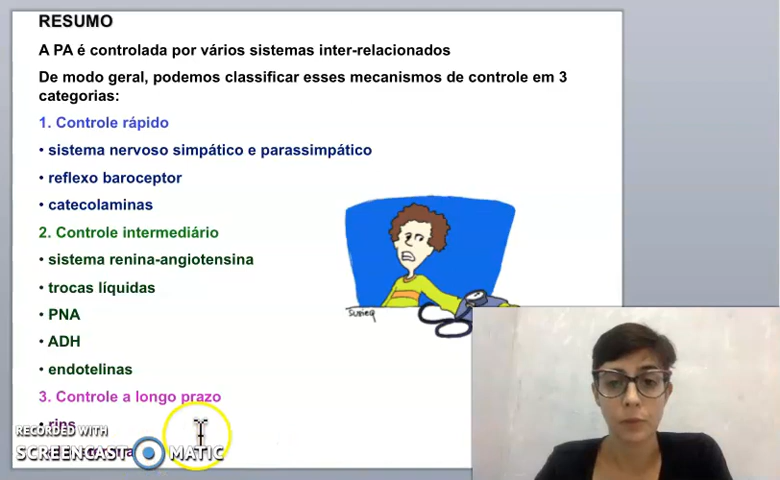 RESUMO
A PA é controlada por vários sistemas inter-relacionados
De modo geral, podemos classificar esses mecanismos de controle em 3
categorias:
1. Controle rápido
• sistema nervoso simpático e parassimpático
• reflexo baroceptor
• catecolaminas
2. Controle intermediário
• sistema renina-angiotensina
• trocas líquidas
• PNA
• ADH
• endotelinas
3. Controle a longo prazo
• rins
RECORDED WITH
SCREENCAST MATIC